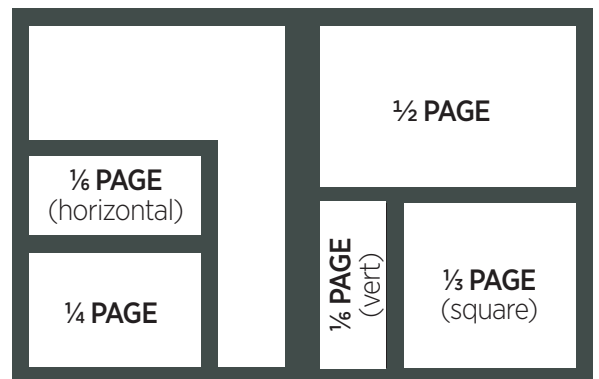 ⅙ PAGE
(horizontal)
¼ PAGE
½ PAGE
⅙ PAGE
(vert)
⅓ PAGE
(square)